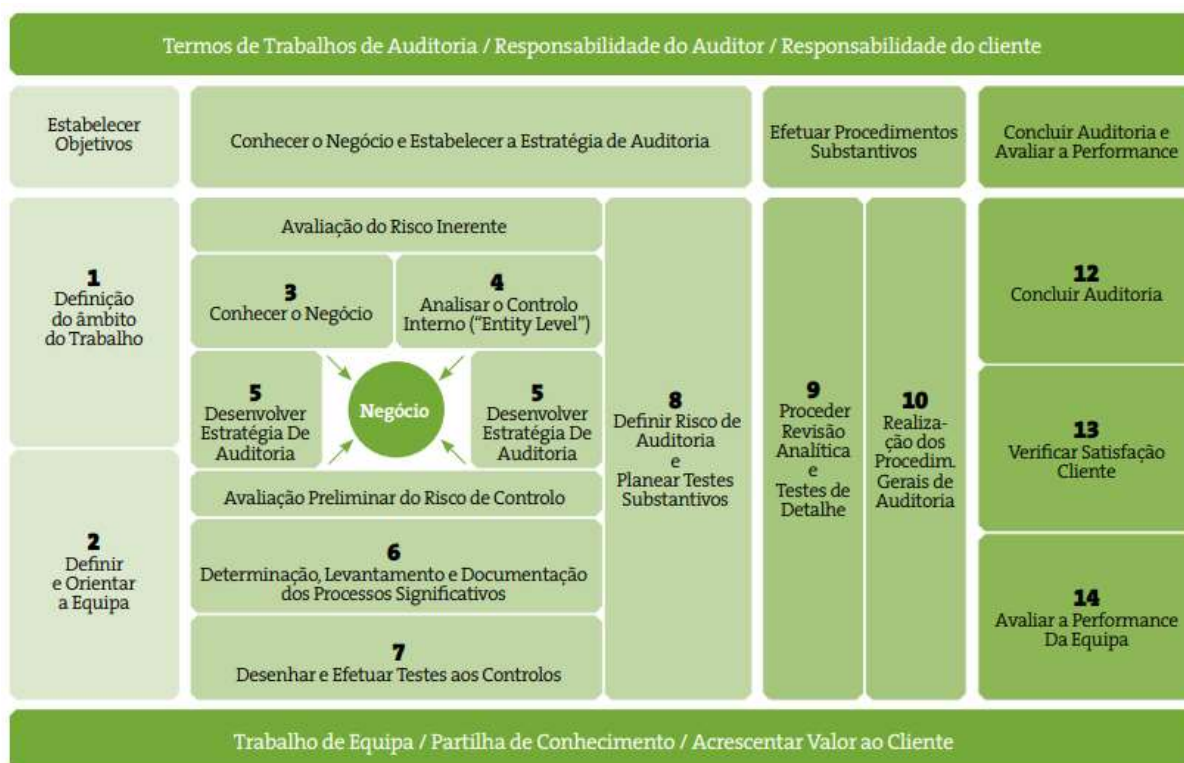 Termos de Trabalhos de Auditoria / Responsabilidade do Auditor / Responsabilidade do cliente
Estabelecer
Objetivos
Conhecer o Negócio e Estabelecer a Estratégia de Auditoria
Efetuar Procedimentos
Substantivos
Concluir Auditoria e
Avaliar a Performance
1
Definição
do âmbito
do Trabalho
2
Definir
e Orientar
a Equipa
Avaliação do Risco Inerente
3
Conhecer o Negócio
4
Analisar o Controlo
Interno ("Entity Level")
5
Desenvolver
Estratégia De
Auditoria
Negócio
5
Desenvolver
Estratégia De
Auditoria
Avaliação Preliminar do Risco de Controlo
6
Determinação, Levantamento e Documentação
dos Processos Significativos
7
Desenhar e Efetuar Testes aos Controlos
8
Definir Risco de
Auditoria
e
Planear Testes
Substantivos
9
Proceder
Revisão
Analítica
e
Testes de
Detalhe
10
Realiza-
ção dos
Procedim.
Gerais de
Auditoria
12
Concluir Auditoria
13
Verificar Satisfação
Cliente
14
Avaliar a Performance
Da Equipa
Trabalho de Equipa / Partilha de Conhecimento / Acrescentar Valor ao Cliente